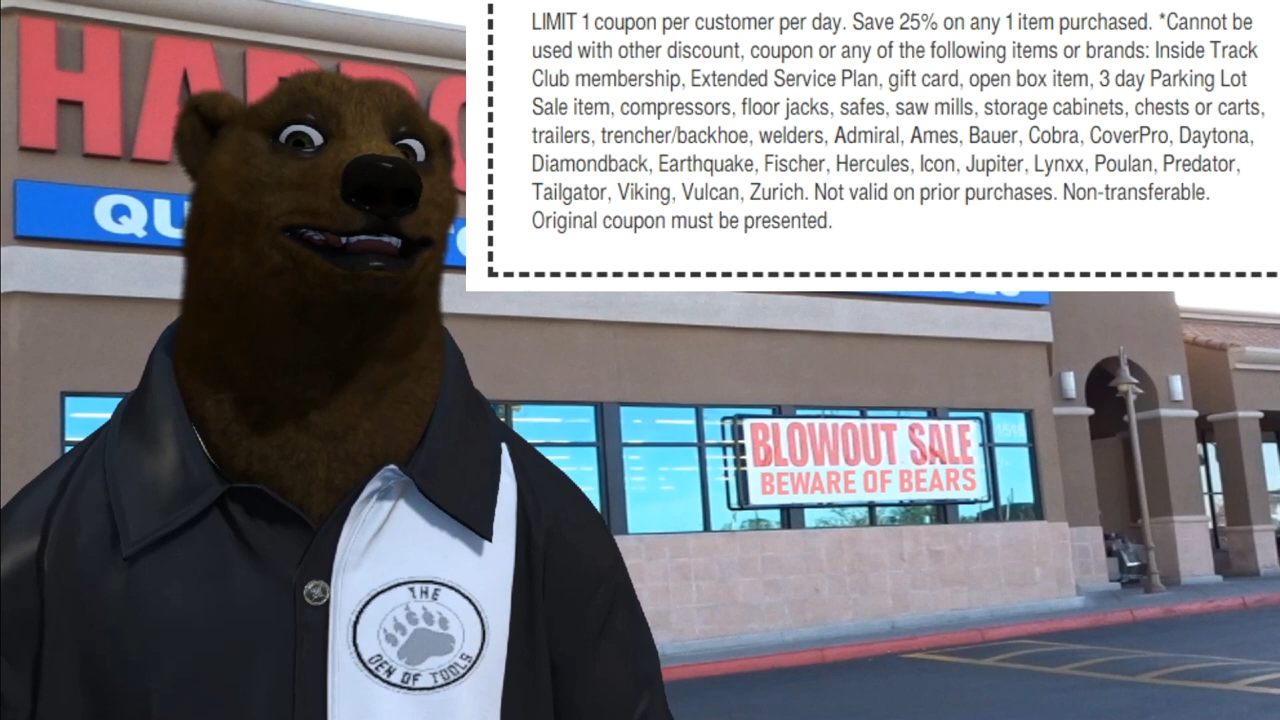 HA
QU
LIMIT 1 coupon per customer per day. Save 25% on any 1 item purchased. *Cannot be
used with other discount, coupon or any of the following items or brands: Inside Track
Club membership, Extended Service Plan, gift card, open box item, 3 day Parking Lot
Sale item, compressors, floor jacks, safes, saw mills, storage cabinets, chests or carts,
trailers, trencher/backhoe, welders, Admiral, Ames, Bauer, Cobra, CoverPro, Daytona,
Diamondback, Earthquake, Fischer, Hercules, Icon, Jupiter, Lynxx, Poulan, Predator,
Tailgator, Viking, Vulcan, Zurich. Not valid on prior purchases. Non-transferable.
Original coupon must be presented.
BLOWOUT SALE
BEWARE OF BEARS
THE
DEN OF TOOLS